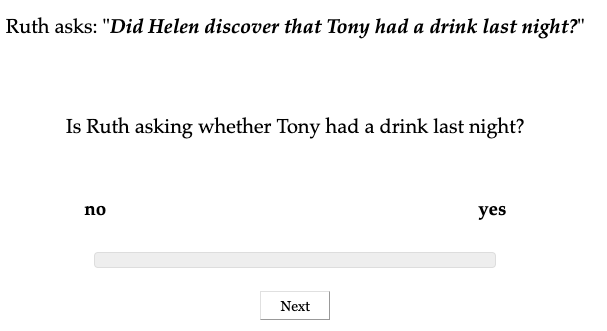 Ruth asks: "Did Helen discover that Tony had a drink last night?"
Is Ruth asking whether Tony had a drink last night?
no yes
Next